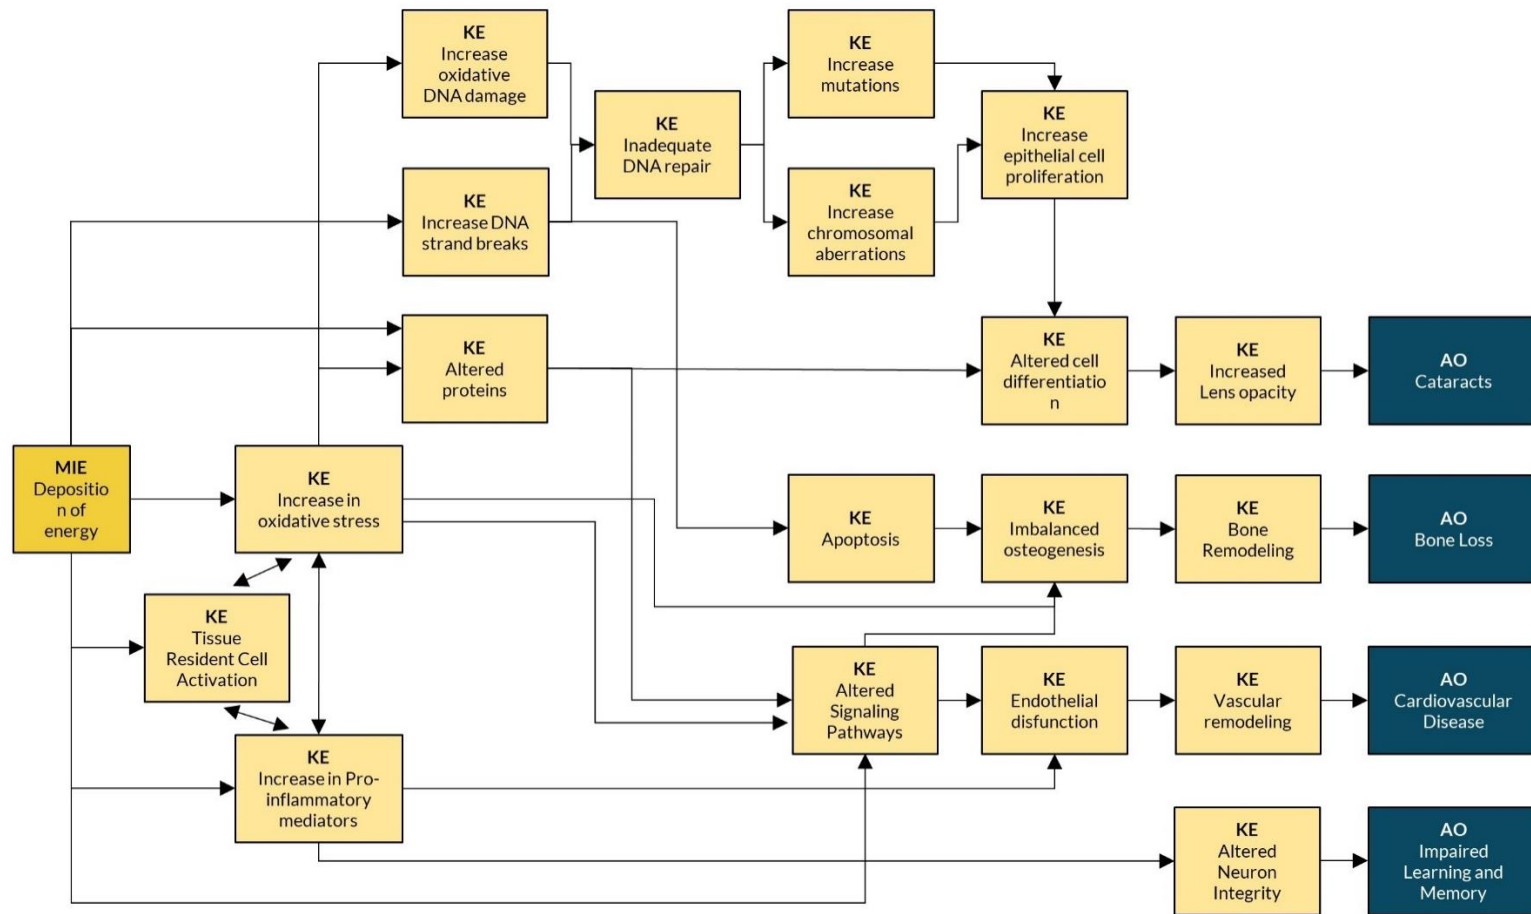 KE
Increase
oxidative
DNA damage
KE
Increase
mutations
KE
Inadequate
DNA repair
KE
Increase
epithelial cell
proliferation
KE
Increase DNA
strand breaks
KE
Increase
chromosomal
aberrations
KE
Altered
proteins
KE
Altered cell
differentiatio
n
KE
Increased
Lens opacity
AO
Cataracts
MIE
Depositio
n of
energy
KE
Increase in
oxidative stress
KE
Apoptosis
KE
Imbalanced
osteogenesis
KE
Bone
Remodeling
AO
Bone Loss
KE
Tissue
Resident Cell
Activation
KE
Altered
Signaling
Pathways
KE
Endothelial
disfunction
KE
Vascular
remodeling
AO
Cardiovascular
Disease
KE
Increase in Pro-
inflammatory
mediators
KE
Altered
Neuron
Integrity
AO
Impaired
Learning and
Memory